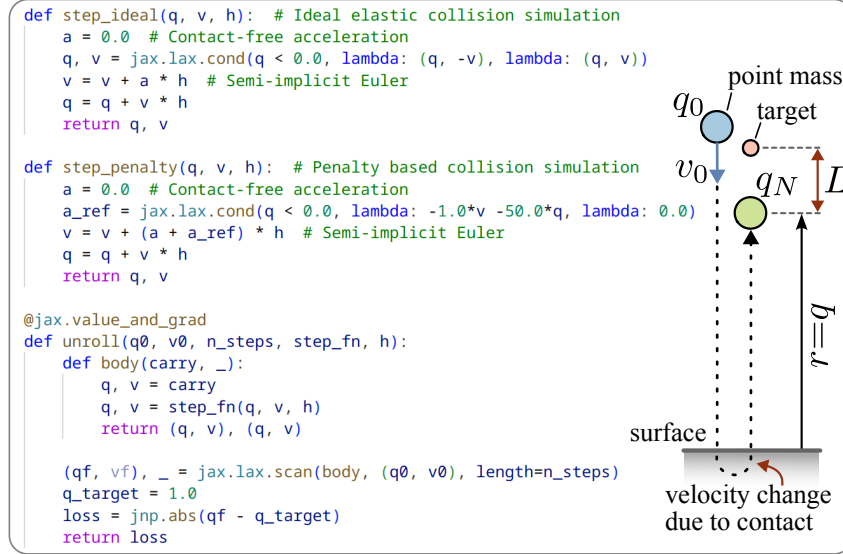 def step_ideal(q, v, h):  # Ideal elastic collision simulation
    a = 0.0  # Contact-free acceleration
    q, v = jax.lax.cond(q < 0.0, lambda: (q, -v), lambda: (q, v))
    v = v + a * h  # Semi-implicit Euler
    q = q + v * h
    return q, v
def step_penalty(q, v, h):  # Penalty based collision simulation
    a = 0.0  # Contact-free acceleration
    a_ref = jax.lax.cond(q < 0.0, lambda: -1.0*v -50.0*q, lambda: 0.0)
    v = v + (a + a_ref) * h  # Semi-implicit Euler
    q = q + v * h
    return q, v
@jax.value_and_grad
def unroll(q0, v0, n_steps, step_fn, h):
    def body(carry, _):
        q, v = carry
        q, v = step_fn(q, v, h)
        return (q, v), (q, v)
    (qf, vf), _ = jax.lax.scan(body, (q0, v0), length=n_steps)
    q_target = 1.0
    loss = jnp.abs(qf - q_target)
    return loss
point mass
q₀
target
v₀
q_N
L
r=q
surface
velocity change
due to contact